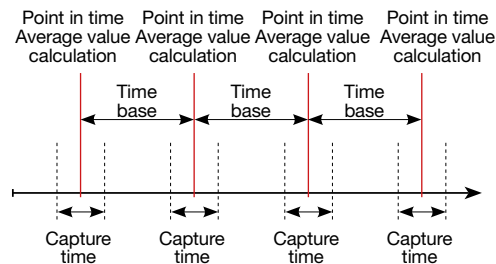 Point in time Point in time Point in time Point in time
Average value Average value Average value Average value
calculation calculation calculation calculation
Time Time Time
base base base
Capture Capture Capture Capture
time time time time